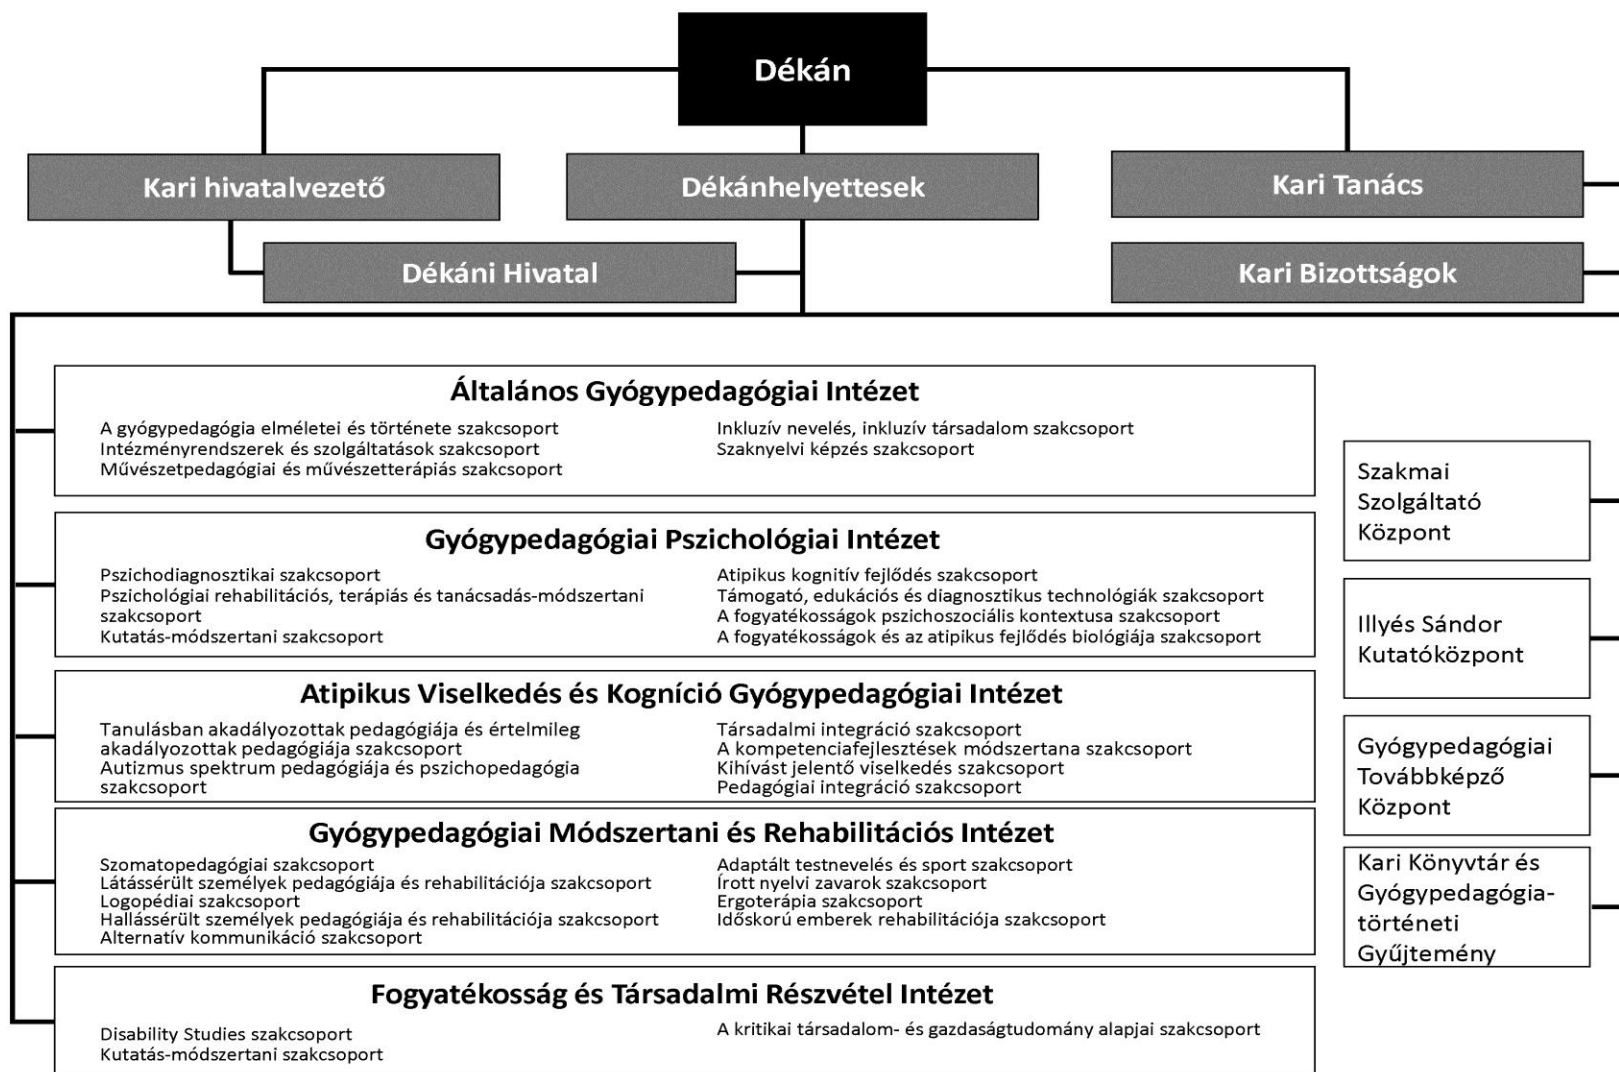 Dékán
Kari hivatalvezető
Dékánhelyettesek
Kari Tanács
Dékáni Hivatal
Kari Bizottságok
Általános Gyógypedagógiai Intézet
A gyógypedagógia elméletei és története szakcsoport
Intézményrendszerek és szolgáltatások szakcsoport
Művészetpedagógiai és művészetterápiás szakcsoport
Inkluzív nevelés, inkluzív társadalom szakcsoport
Szaknyelvi képzés szakcsoport
Gyógypedagógiai Pszichológiai Intézet
Pszichodiagnosztikai szakcsoport
Pszichológiai rehabilitációs, terápiás és tanácsadás-módszertani
szakcsoport
Kutatás-módszertani szakcsoport
Atipikus kognitív fejlődés szakcsoport
Támogató, edukációs és diagnosztikus technológiák szakcsoport
A fogyatékosságok pszichoszociális kontextusa szakcsoport
A fogyatékosságok és az atipikus fejlődés biológiája szakcsoport
Atipikus Viselkedés és Kogníció Gyógypedagógiai Intézet
Tanulásban akadályozottak pedagógiája és értelmileg
akadályozottak pedagógiája szakcsoport
Autizmus spektrum pedagógiája és pszichopedagógia
szakcsoport
Társadalmi integráció szakcsoport
A kompetenciafejlesztések módszertana szakcsoport
Kihívást jelentő viselkedés szakcsoport
Pedagógiai integráció szakcsoport
Gyógypedagógiai Módszertani és Rehabilitációs Intézet
Szomatopedagógiai szakcsoport
Látássérült személyek pedagógiája és rehabilitációja szakcsoport
Logopédiai szakcsoport
Hallássérült személyek pedagógiája és rehabilitációja szakcsoport
Alternatív kommunikáció szakcsoport
Adaptált testnevelés és sport szakcsoport
Írott nyelvi zavarok szakcsoport
Ergoterápia szakcsoport
Időskorú emberek rehabilitációja szakcsoport
Fogyatékosság és Társadalmi Részvétel Intézet
Disability Studies szakcsoport
Kutatás-módszertani szakcsoport
A kritikai társadalom- és gazdaságtudomány alapjai szakcsoport
Szakmai
Szolgáltató
Központ
Illyés Sándor
Kutatóközpont
Gyógypedagógiai
Továbbképző
Központ
Kari Könyvtár és
Gyógypedagógia-
történeti
Gyűjtemény